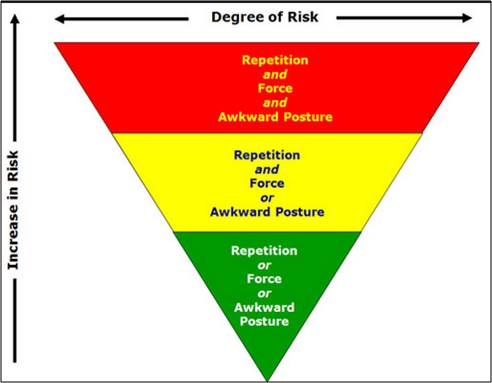 Degree of Risk
Increase in Risk
Repetition
and
Force
and
Awkward Posture
Repetition
and
Force
or
Awkward Posture
Repetition
or
Force
or
Awkward
Posture